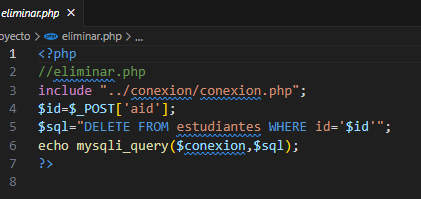 eliminar.php
oyecto > eliminar.php > ...
1 <?php
2 //eliminar.php
3 include "../conexion/conexion.php";
4 $id=$_POST['aid'];
5 $sql="DELETE FROM estudiantes WHERE id='$id'";
6 echo mysqli_query($conexion,$sql);
7 ?>
8